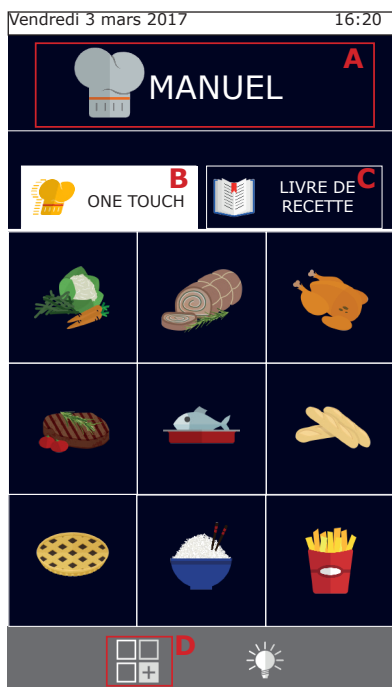 Vendredi 3 mars 2017 16:20
A
MANUEL
B
ONE TOUCH
C
LIVRE DE
RECETTE
D